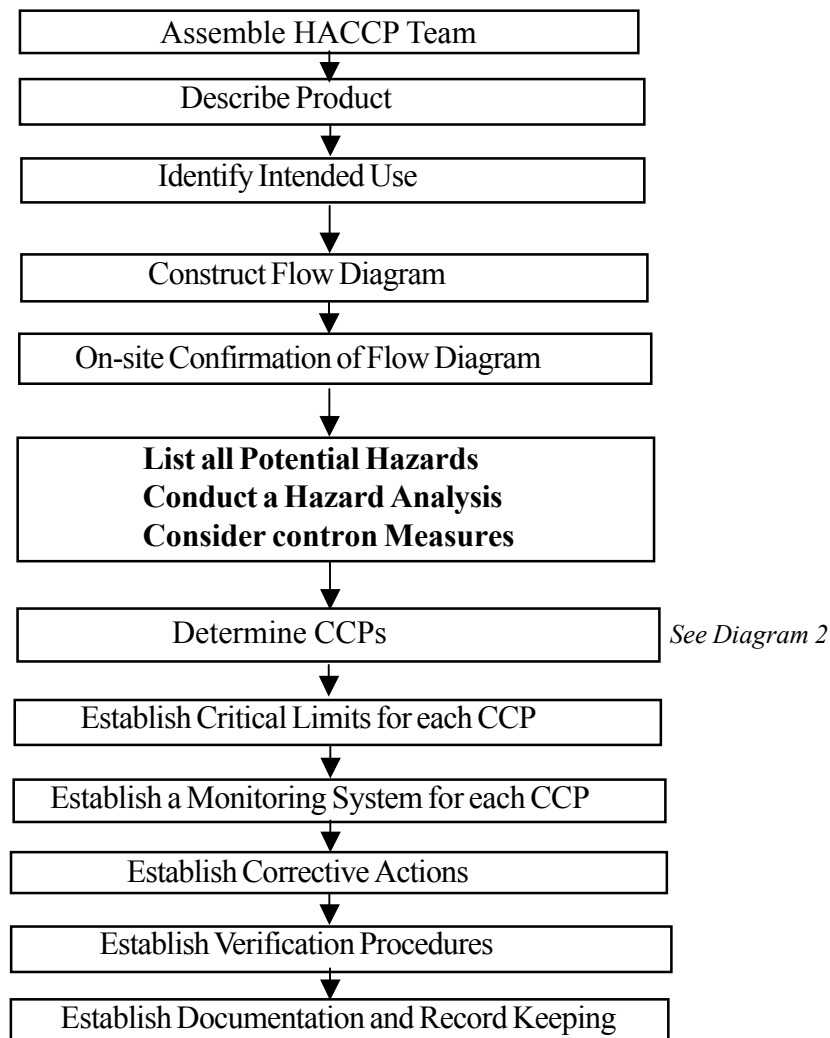 Assemble HACCP Team
Describe Product
Identify Intended Use
Construct Flow Diagram
On-site Confirmation of Flow Diagram
List all Potential Hazards
Conduct a Hazard Analysis
Consider contron Measures
Determine CCPs
See Diagram 2
Establish Critical Limits for each CCP
Establish a Monitoring System for each CCP
Establish Corrective Actions
Establish Verification Procedures
Establish Documentation and Record Keeping